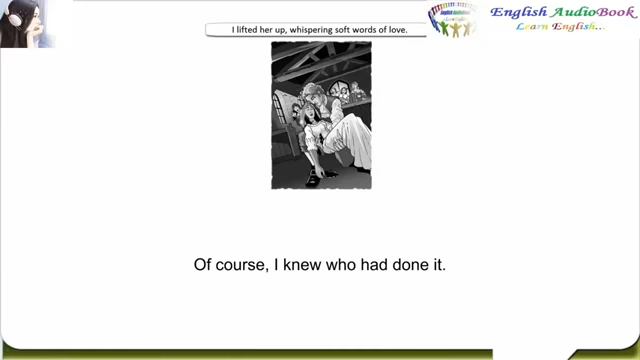 I lifted her up, whispering soft words of love.
English AudioBook
Learn English...
Of course, I knew who had done it.